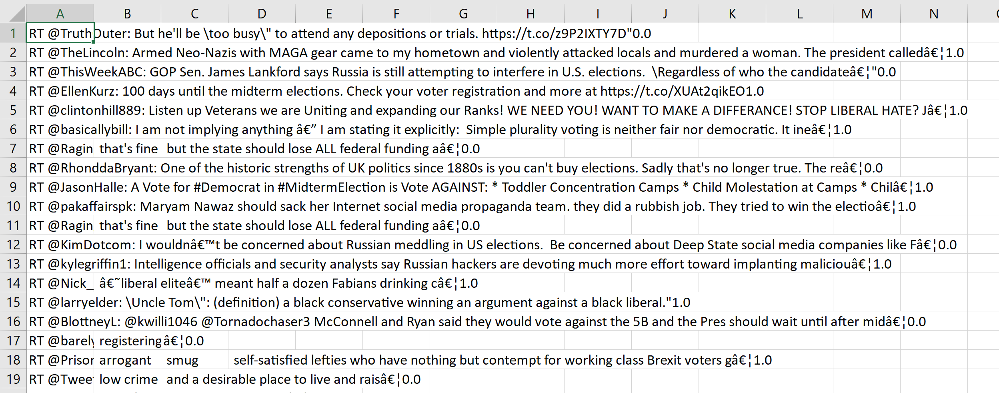 A B C D E F G H I J K L M N
1 RT @TruthOuter: But he'll be \too busy\" to attend any depositions or trials. https://t.co/z9P2IXTY7D"0.0
2 RT @TheLincoln: Armed Neo-Nazis with MAGA gear came to my hometown and violently attacked locals and murdered a woman. The president calledâ€¦1.0
3 RT @ThisWeekABC: GOP Sen. James Lankford says Russia is still attempting to interfere in U.S. elections.  \Regardless of who the candidateâ€¦"0.0
4 RT @EllenKurz: 100 days until the midterm elections. Check your voter registration and more at https://t.co/XUAt2qikEO1.0
5 RT @clintonhill889: Listen up Veterans we are Uniting and expanding our Ranks! WE NEED YOU! WANT TO MAKE A DIFFERANCE! STOP LIBERAL HATE? Jâ€¦1.0
6 RT @basicallybill: I am not implying anything â€” I am stating it explicitly:  Simple plurality voting is neither fair nor democratic. It ineâ€¦1.0
7 RT @Ragin that's fine but the state should lose ALL federal funding aâ€¦0.0
8 RT @RhonddaBryant: One of the historic strengths of UK politics since 1880s is you can't buy elections. Sadly that's no longer true. The reâ€¦0.0
9 RT @JasonHalle: A Vote for #Democrat in #MidtermElection is Vote AGAINST: * Toddler Concentration Camps * Child Molestation at Camps * Chilâ€¦1.0
10 RT @pakaffairspk: Maryam Nawaz should sack her Internet social media propaganda team. they did a rubbish job. They tried to win the electioâ€¦1.0
11 RT @Ragin that's fine but the state should lose ALL federal funding aâ€¦0.0
12 RT @KimDotcom: I wouldnâ€™t be concerned about Russian meddling in US elections.  Be concerned about Deep State social media companies like Fâ€¦0.0
13 RT @kylegriffin1: Intelligence officials and security analysts say Russian hackers are devoting much more effort toward implanting maliciouâ€¦1.0
14 RT @Nick_ â€˜liberal eliteâ€™ meant half a dozen Fabians drinking câ€¦1.0
15 RT @larryelder: \Uncle Tom\": (definition) a black conservative winning an argument against a black liberal."1.0
16 RT @BlottneyL: @kwilli1046 @Tornadochaser3 McConnell and Ryan said they would vote against the 5B and the Pres should wait until after midâ€¦0.0
17 RT @barely registering â€¦0.0
18 RT @Prison arrogant smug self-satisfied lefties who have nothing but contempt for working class Brexit voters gâ€¦1.0
19 RT @Tweet low crime and a desirable place to live and raisâ€¦0.0